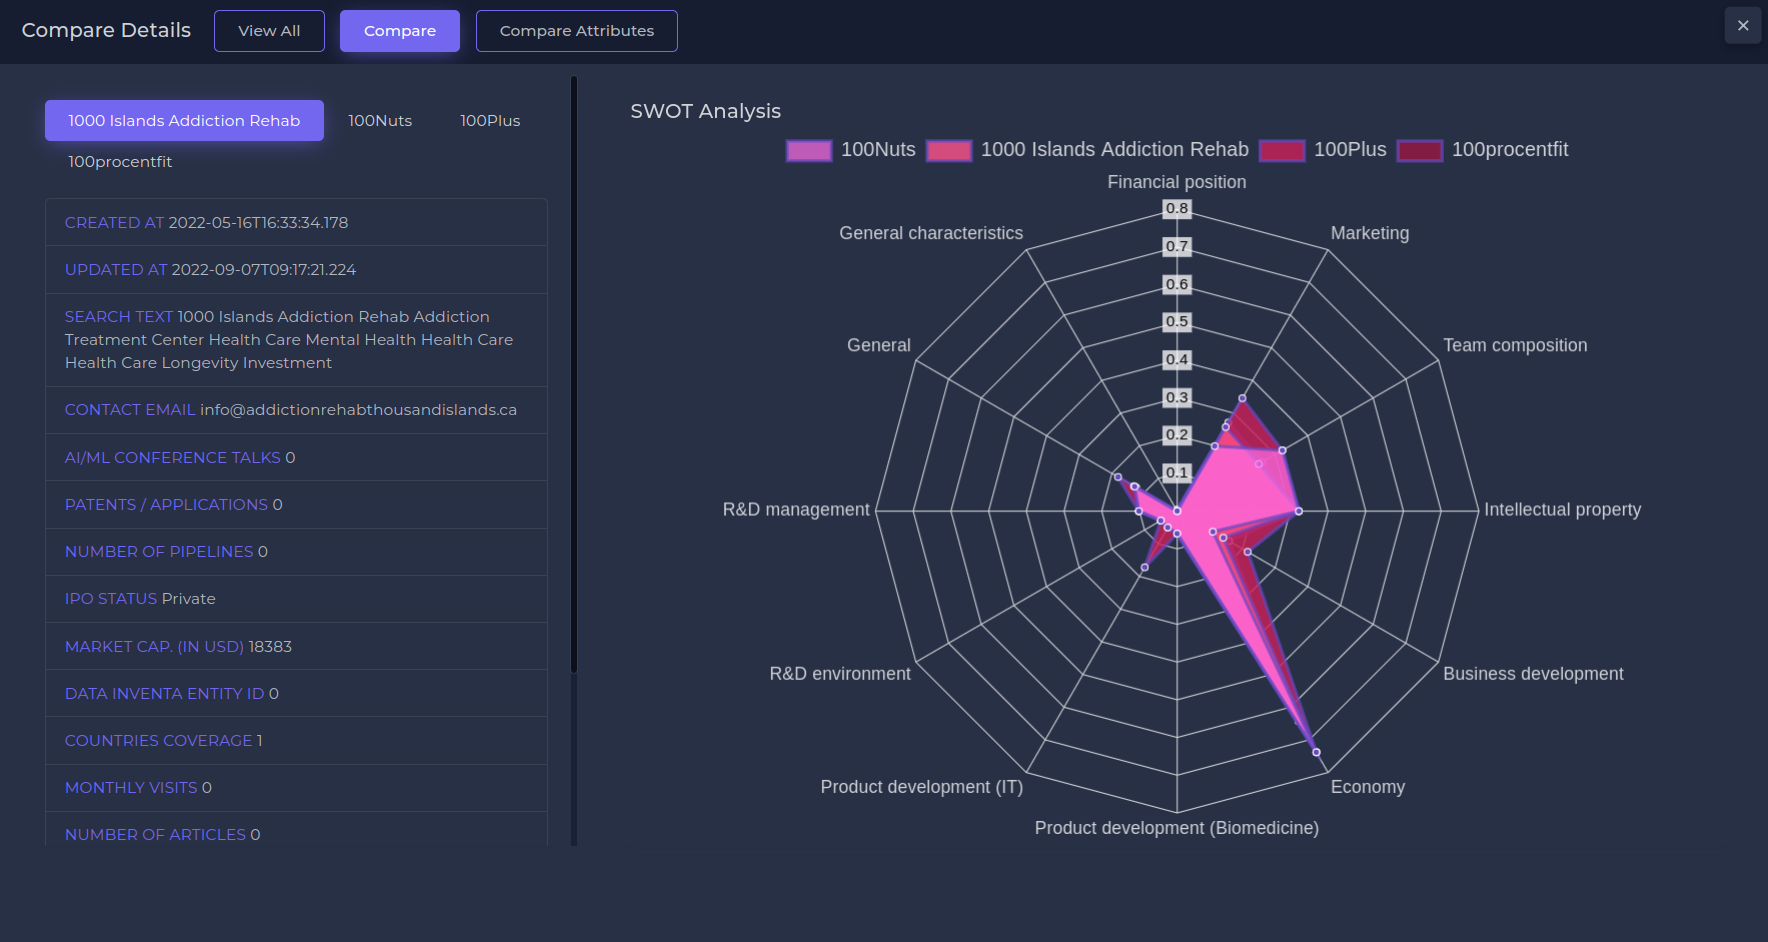 Compare Details
View All
Compare
Compare Attributes
1000 Islands Addiction Rehab
100Nuts
100Plus
100procentfit
CREATED AT 2022-05-16T16:33:34.178
UPDATED AT 2022-09-07T09:17:21.224
SEARCH TEXT 1000 Islands Addiction Rehab Addiction
Treatment Center Health Care Mental Health Health Care
Health Care Longevity Investment
CONTACT EMAIL info@addictionrehabthousandislands.ca
AI/ML CONFERENCE TALKS 0
PATENTS / APPLICATIONS 0
NUMBER OF PIPELINES 0
IPO STATUS Private
MARKET CAP. (IN USD) 18383
DATA INVENTA ENTITY ID 0
COUNTRIES COVERAGE 1
MONTHLY VISITS 0
NUMBER OF ARTICLES 0
SWOT Analysis
100Nuts
1000 Islands Addiction Rehab
100Plus
100procentfit
Financial position
Marketing
Team composition
Intellectual property
Business development
Economy
Product development (Biomedicine)
Product development (IT)
R&D environment
R&D management
General
General characteristics
0.8
0.7
0.6
0.5
0.4
0.3
0.2
0.1